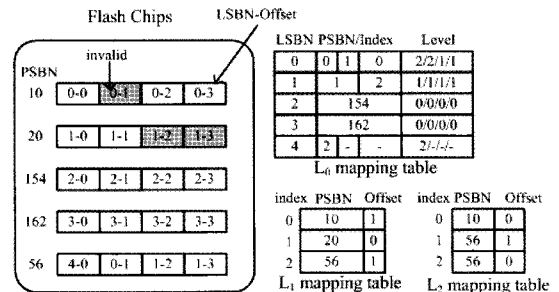 Flash Chips
LSBN-Offset
invalid
PSBN
10 0-0 0-1 0-2 0-3
20 1-0 1-1 1-2 1-3
154 2-0 2-1 2-2 2-3
162 3-0 3-1 3-2 3-3
56 4-0 0-1 1-2 1-3
LSBN PSBN/Index Level
0 0 1 0 2/2/1/1
1 1 2 1/1/1/1
2 154 0/0/0/0
3 162 0/0/0/0
4 2 - - 2/-/-/-
L0 mapping table
index PSBN Offset
0 10 1
1 20 0
2 56 1
L1 mapping table
index PSBN Offset
0 10 0
1 56 1
2 56 0
L2 mapping table